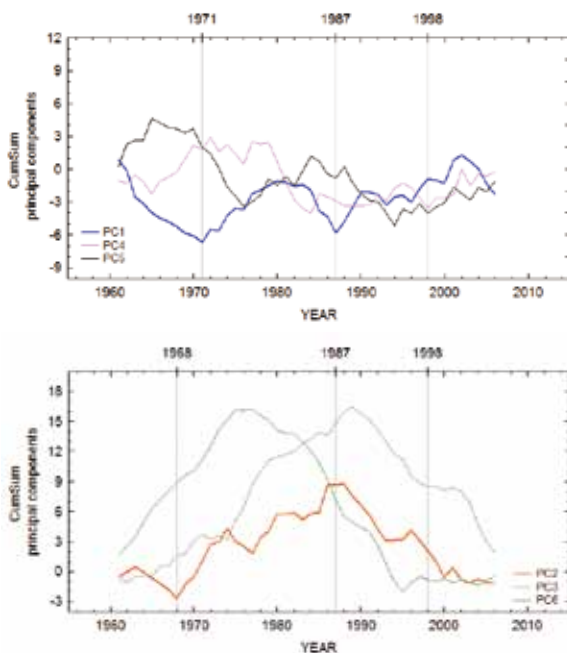 1971 1987 1998
12
9
6
3
0
-3
-6
-9
CumSum
principal components
PC1
PC4
PC5
1960 1970 1980 1990 2000 2010
YEAR
1968 1987 1998
18
15
12
9
6
3
0
-3
CumSum
principal components
PC2
PC3
PC6
1960 1970 1980 1990 2000 2010
YEAR